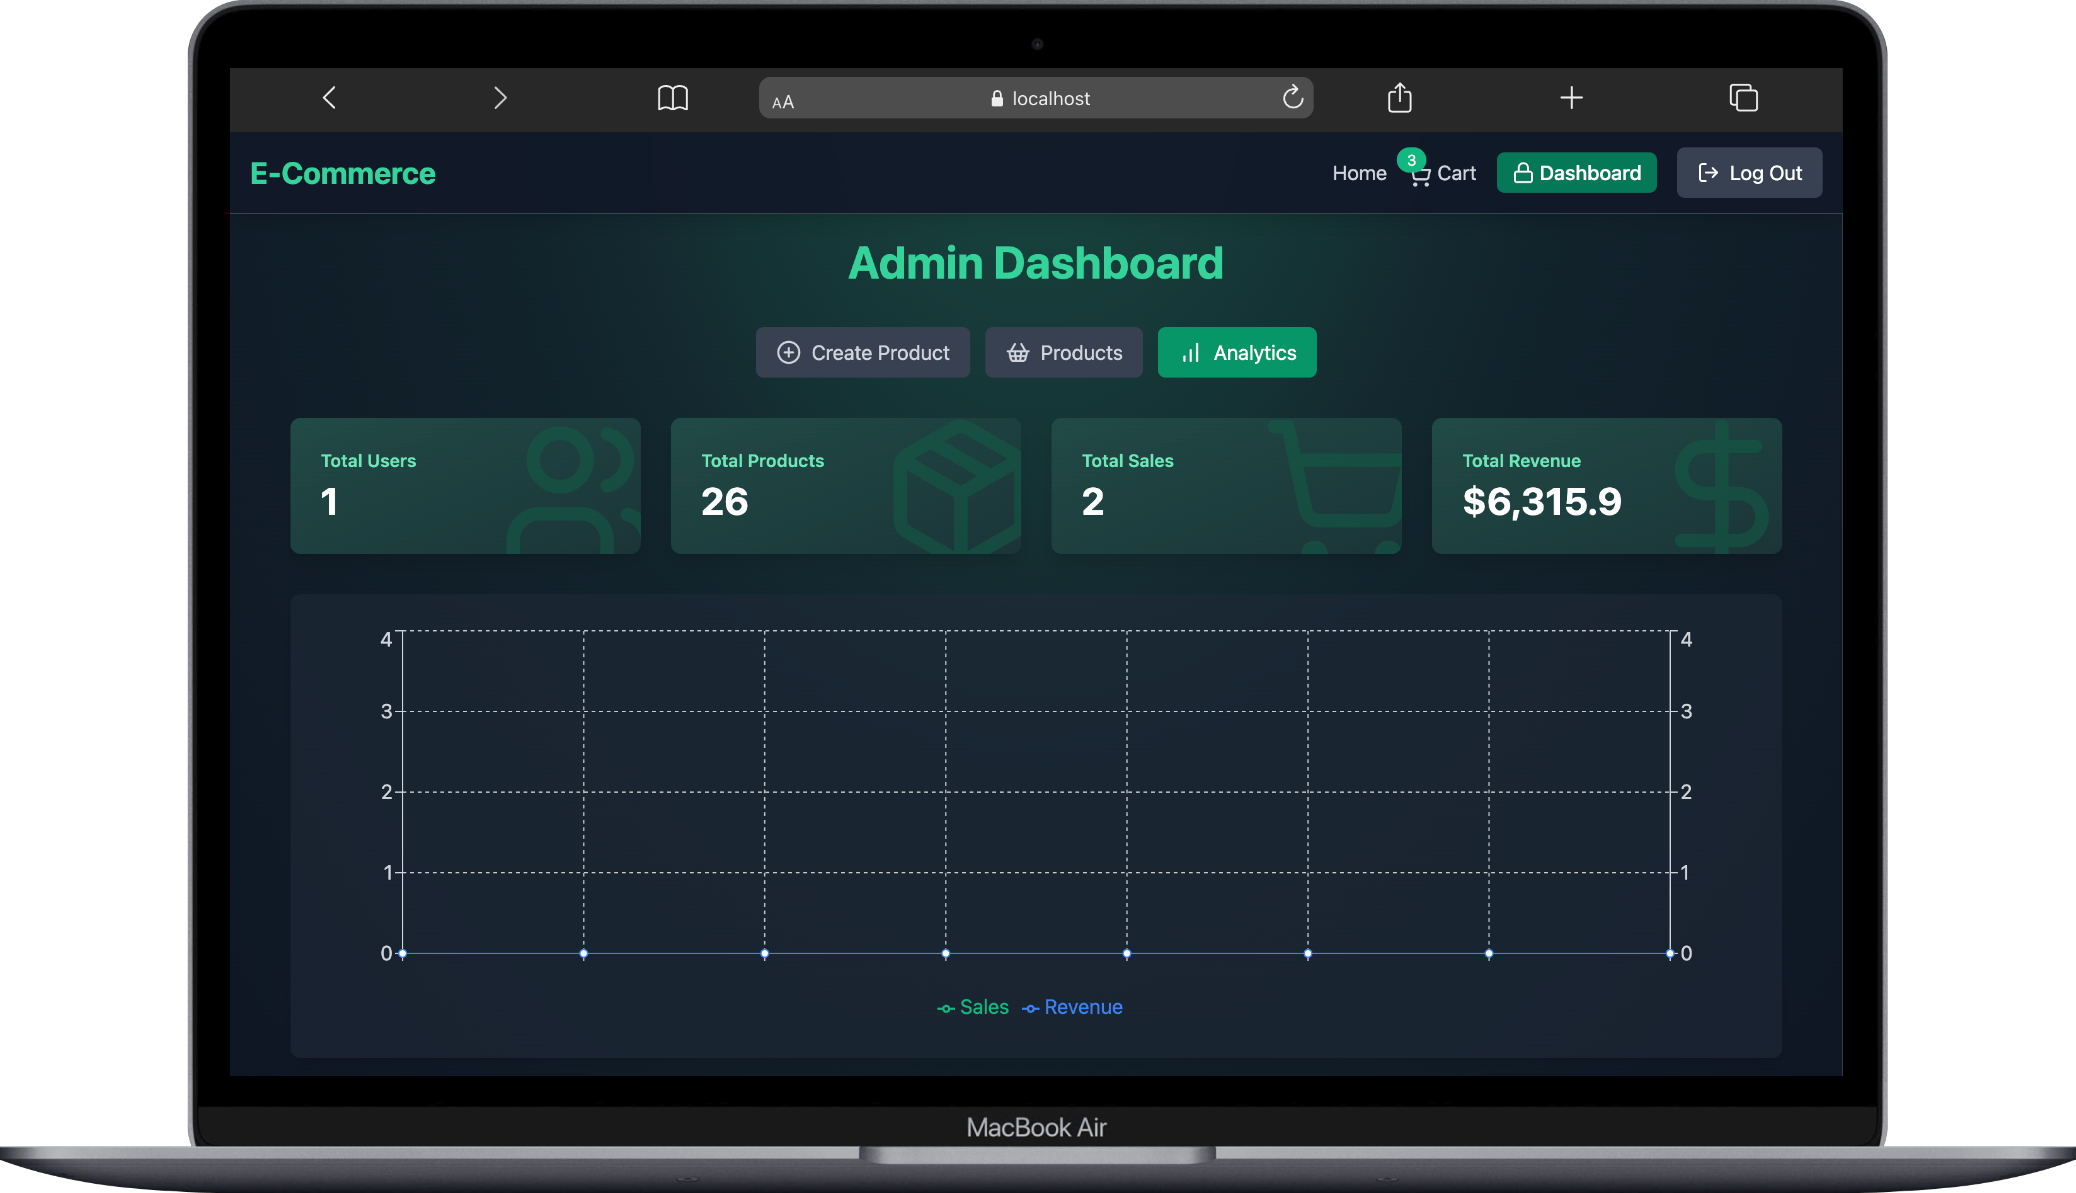 AA localhost
E-Commerce Home 3 Cart Dashboard Log Out
Admin Dashboard
Create Product Products Analytics
Total Users Total Products Total Sales Total Revenue
1 26 2 $6,315.9
4 4
3 3
2 2
1 1
0 0
Sales Revenue
MacBook Air